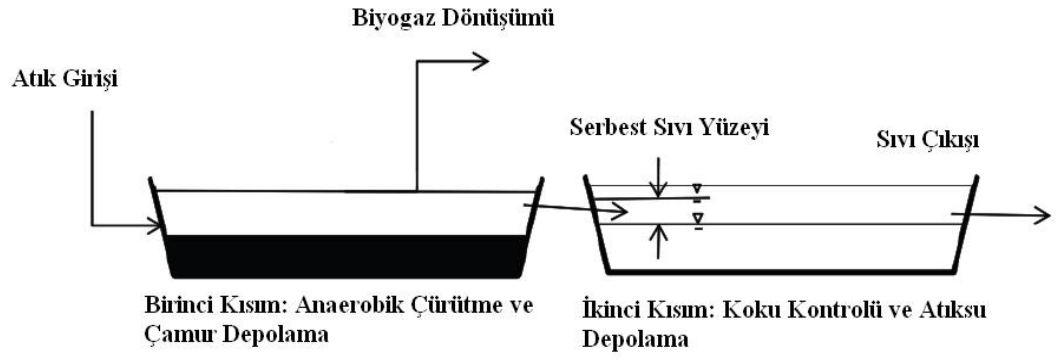 Biyogaz Dönüşümü
Atık Girişi
Serbest Sıvı Yüzeyi
Sıvı Çıkışı
Birinci Kısım: Anaerobik Çürütme ve
Çamur Depolama
İkinci Kısım: Koku Kontrolü ve Atıksu
Depolama